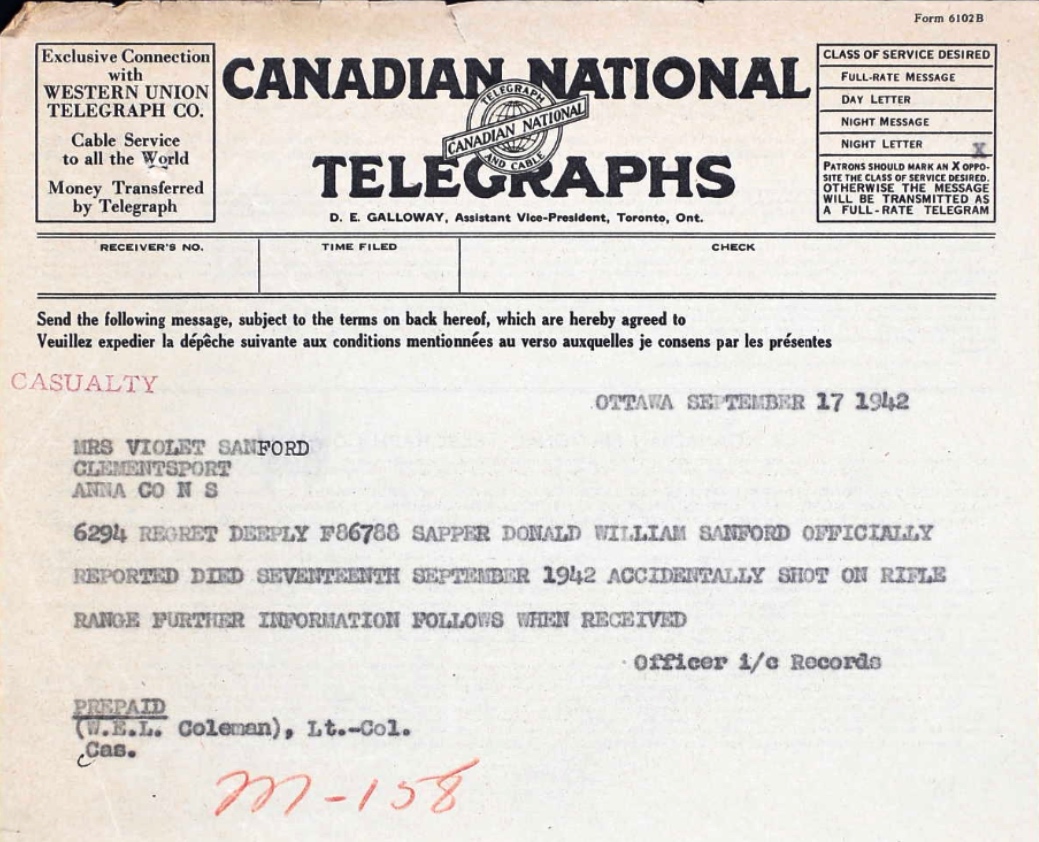 Form 6102B
Exclusive Connection
with
WESTERN UNION
TELEGRAPH CO.
Cable Service
to all the World
Money Transferred
by Telegraph
CANADIAN NATIONAL
TELEGRAPH
CANADIAN NATIONAL
AND CABLE
TELEGRAPHS
D. E. GALLOWAY, Assistant Vice-President, Toronto, Ont.
CLASS OF SERVICE DESIRED
FULL-RATE MESSAGE
DAY LETTER
NIGHT MESSAGE
NIGHT LETTER X
PATRONS SHOULD MARK AN X OPPO-
SITE THE CLASS OF SERVICE DESIRED.
OTHERWISE THE MESSAGE
WILL BE TRANSMITTED AS
A FULL-RATE TELEGRAM
RECEIVER'S NO. TIME FILED CHECK
Send the following message, subject to the terms on back hereof, which are hereby agreed to
Veuillez expedier la dépêche suivante aux conditions mentionnées au verso auxquelles je consens par les présentes
CASUALTY
OTTAWA SEPTEMBER 17 1942
MRS VIOLET SANFORD
CLEMENTSPORT
ANNA CO N S
6294 REGRET DEEPLY F86788 SAPPER DONALD WILLIAM SANFORD OFFICIALLY
REPORTED DIED SEVENTEENTH SEPTEMBER 1942 ACCIDENTALLY SHOT ON RIFLE
RANGE FURTHER INFORMATION FOLLOWS WHEN RECEIVED
Officer i/c Records
PREPAID
(W.E.L. Coleman), Lt.-Col.
Cas.
M-158